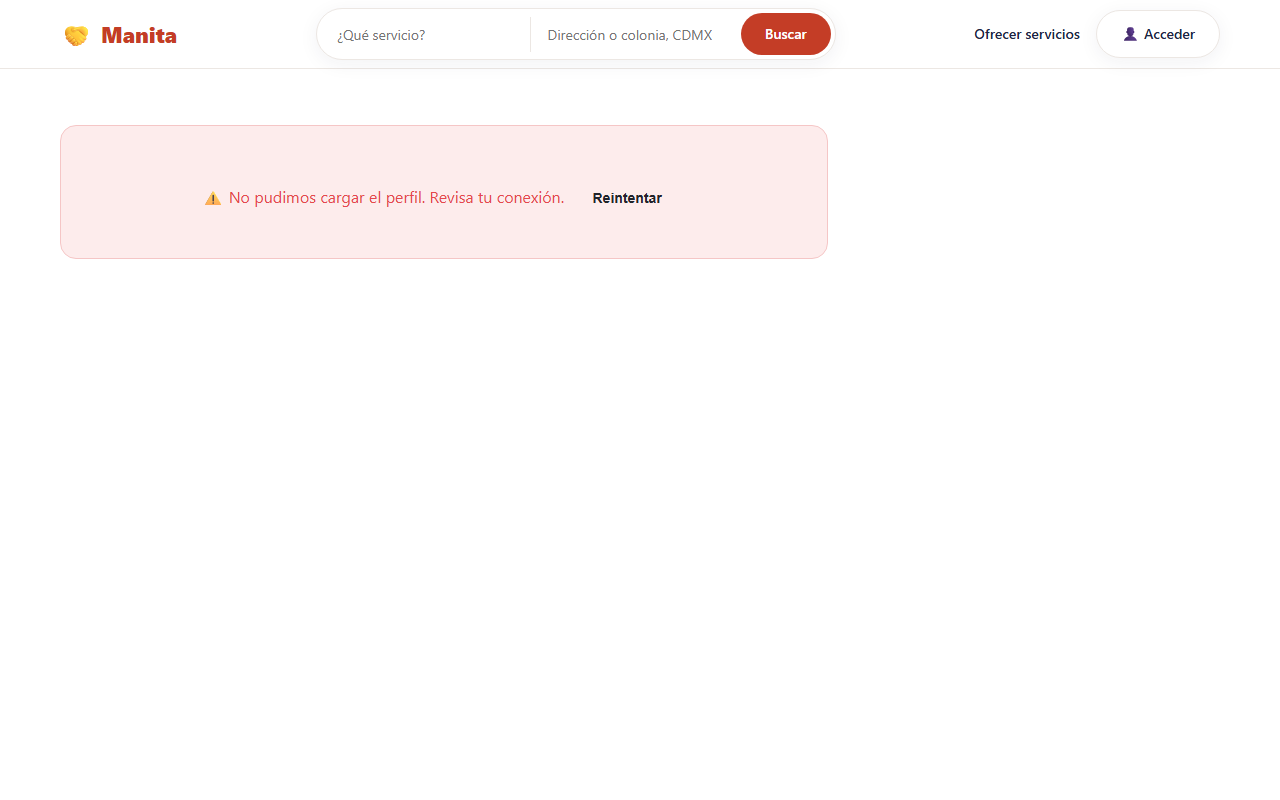 Manita
¿Qué servicio?
Dirección o colonia, CDMX
Buscar
Ofrecer servicios
Acceder
No pudimos cargar el perfil. Revisa tu conexión.
Reintentar